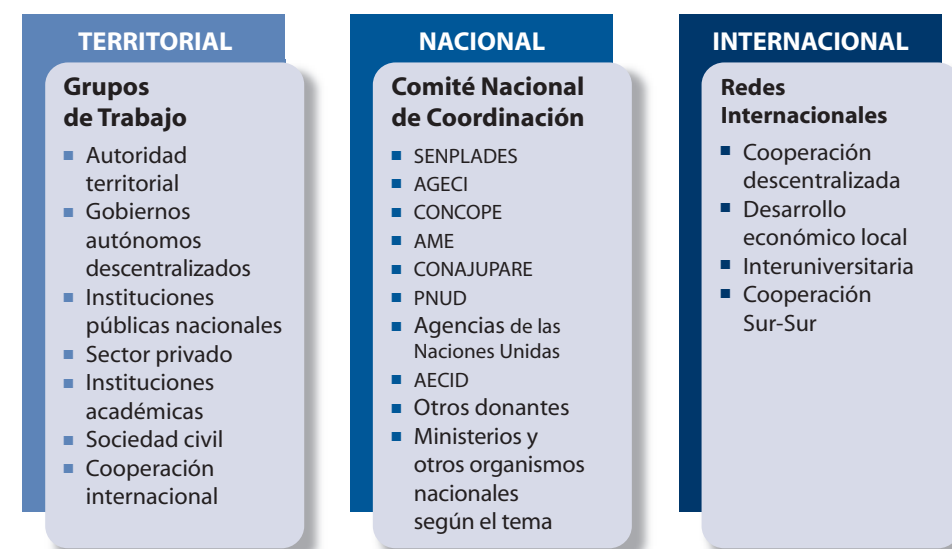 TERRITORIAL
Grupos
de Trabajo
Autoridad
territorial
Gobiernos
autónomos
descentralizados
Instituciones
públicas nacionales
Sector privado
Instituciones
académicas
Sociedad civil
Cooperación
internacional
NACIONAL
Comité Nacional
de Coordinación
SENPLADES
AGECI
CONCOPE
AME
CONAJUPARE
PNUD
Agencias de las
Naciones Unidas
AECID
Otros donantes
Ministerios y
otros organismos
nacionales
según el tema
INTERNACIONAL
Redes
Internacionales
Cooperación
descentralizada
Desarrollo
económico local
Interuniversitaria
Cooperación
Sur-Sur